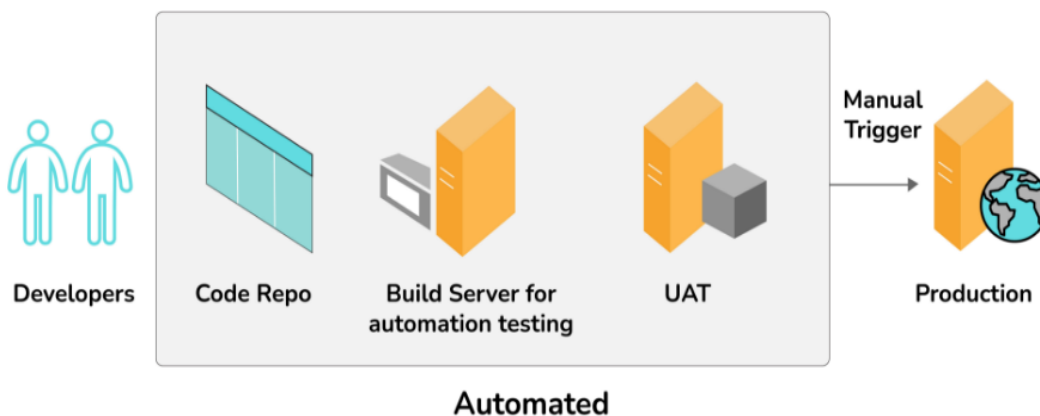 Manual
Trigger
Developers
Code Repo
Build Server for
automation testing
UAT
Production
Automated